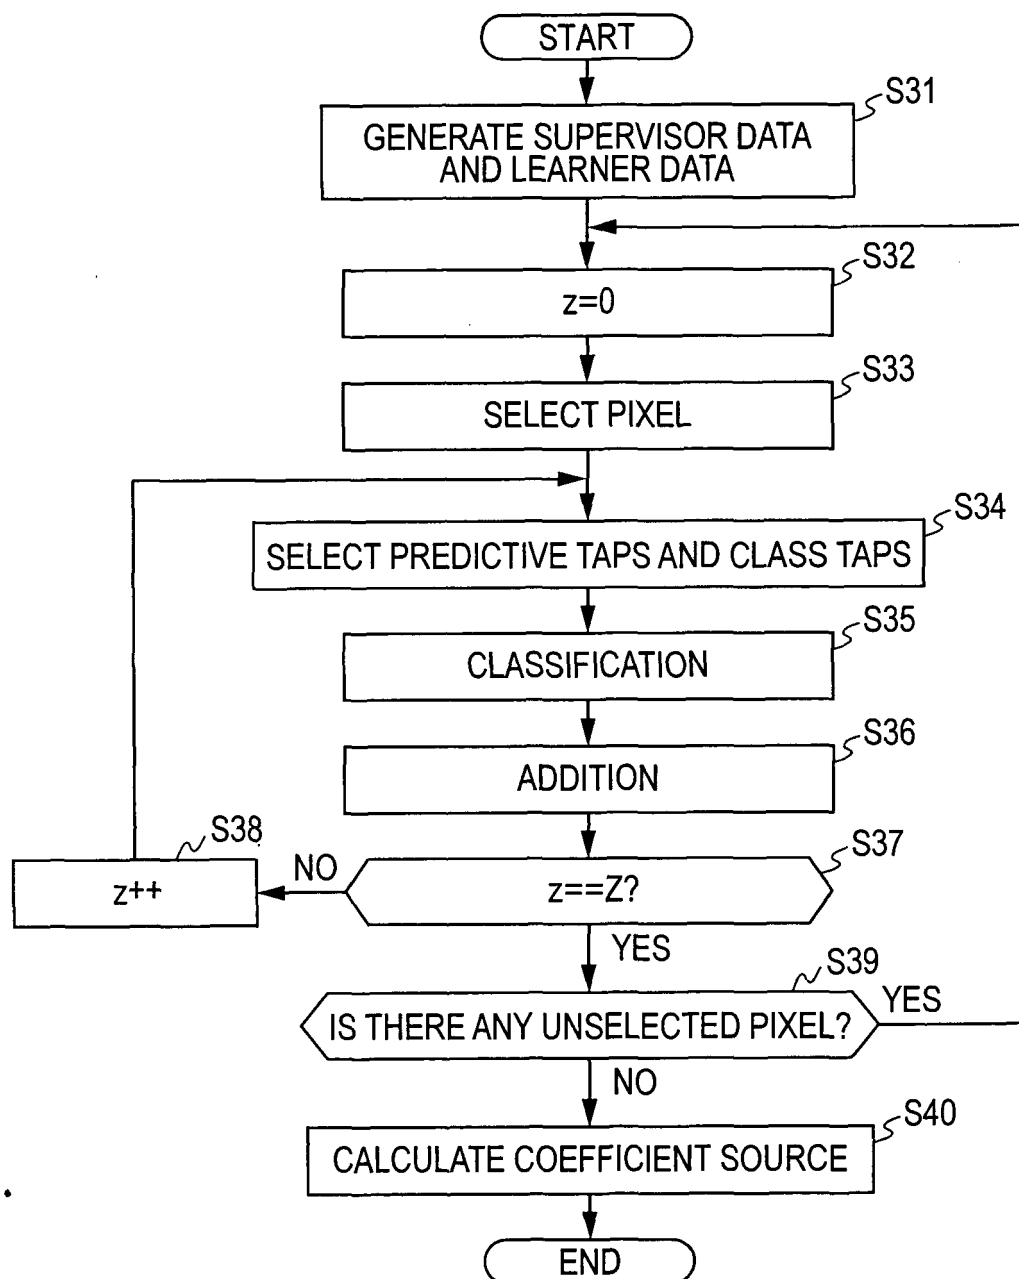 START
S31
GENERATE SUPERVISOR DATA
AND LEARNER DATA
S32
z=0
S33
SELECT PIXEL
S34
SELECT PREDICTIVE TAPS AND CLASS TAPS
S35
CLASSIFICATION
S36
ADDITION
S37
z==Z?
NO
S38
z++
YES
S39
IS THERE ANY UNSELECTED PIXEL?
YES
NO
S40
CALCULATE COEFFICIENT SOURCE
END